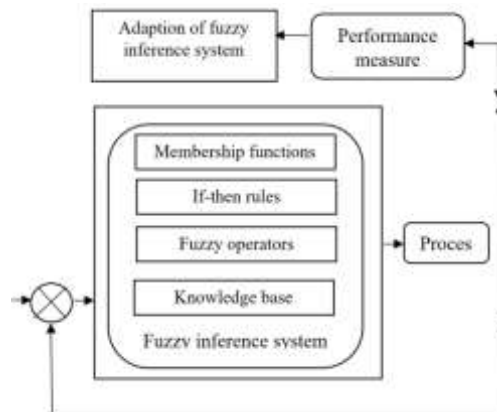 Adaption of fuzzy
inference system
Performance
measure
Membership functions
If-then rules
Fuzzy operators
Knowledge base
Fuzzy inference system
Proces